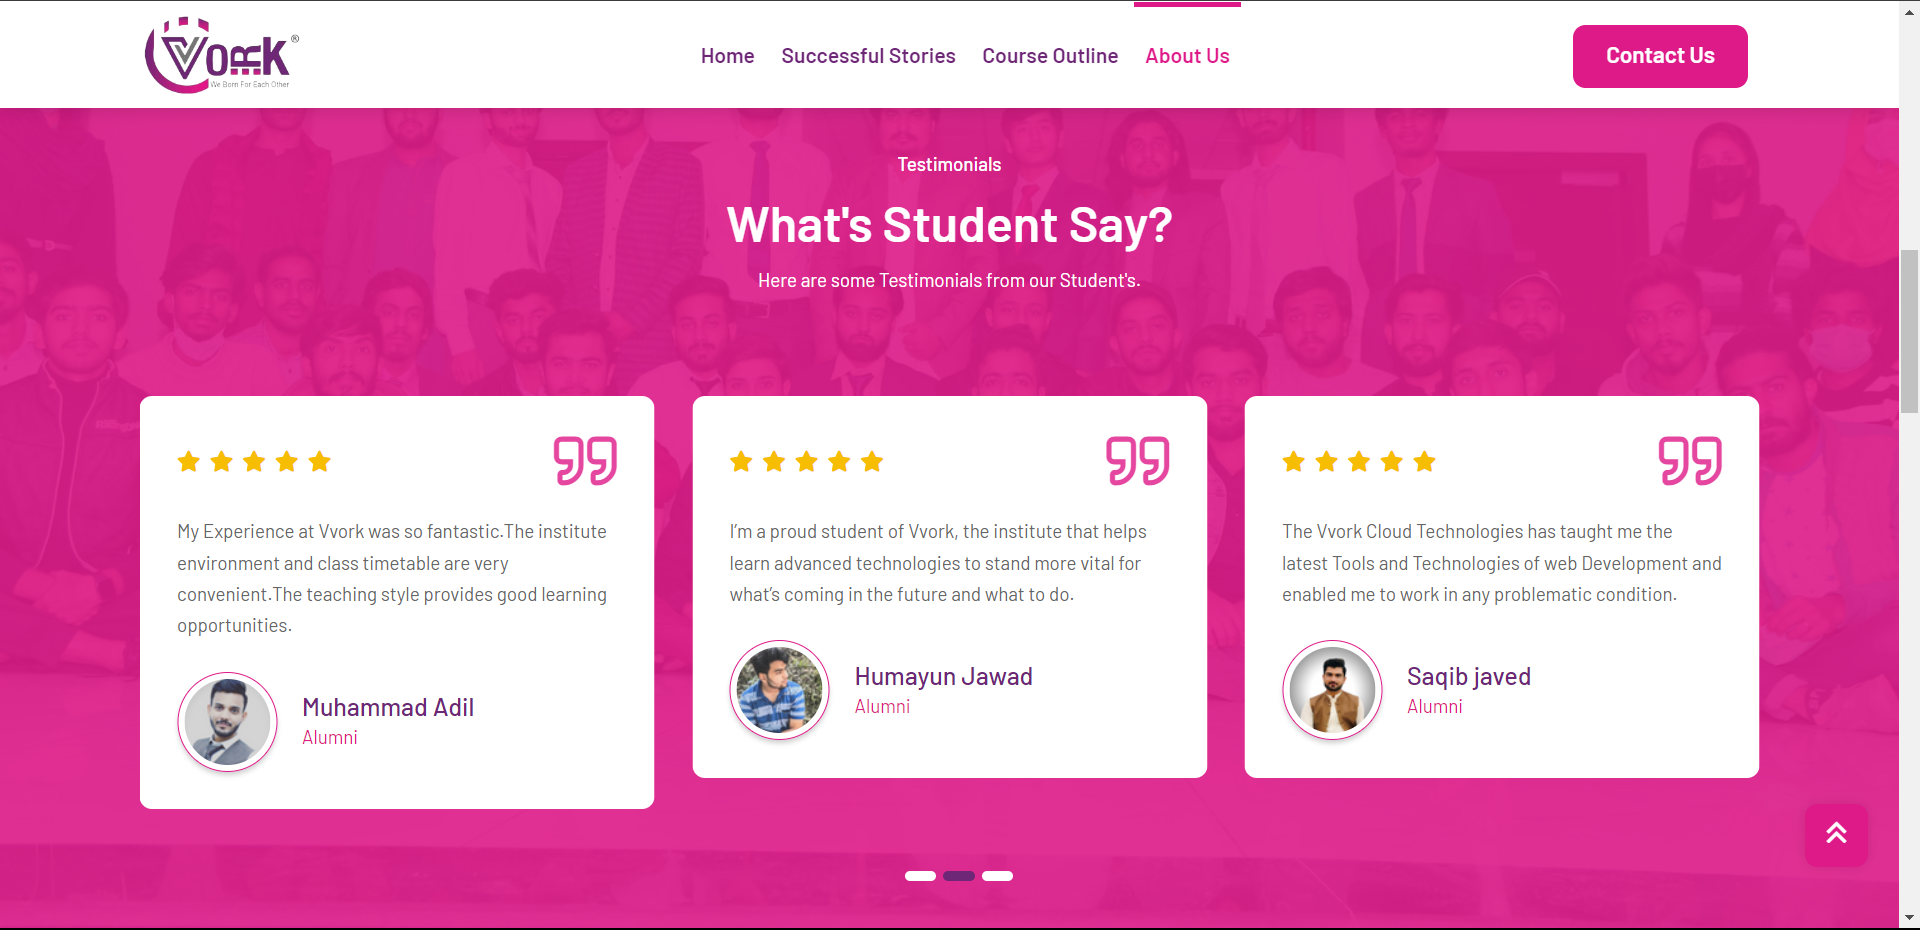 Vvork ®
We Born For Each Other
Home Successful Stories Course Outline About Us
Contact Us
Testimonials
What's Student Say?
Here are some Testimonials from our Student's.
My Experience at Vvork was so fantastic.The institute
environment and class timetable are very
convenient.The teaching style provides good learning
opportunities.
Muhammad Adil
Alumni
I’m a proud student of Vvork, the institute that helps
learn advanced technologies to stand more vital for
what’s coming in the future and what to do.
Humayun Jawad
Alumni
The Vvork Cloud Technologies has taught me the
latest Tools and Technologies of web Development and
enabled me to work in any problematic condition.
Saqib javed
Alumni